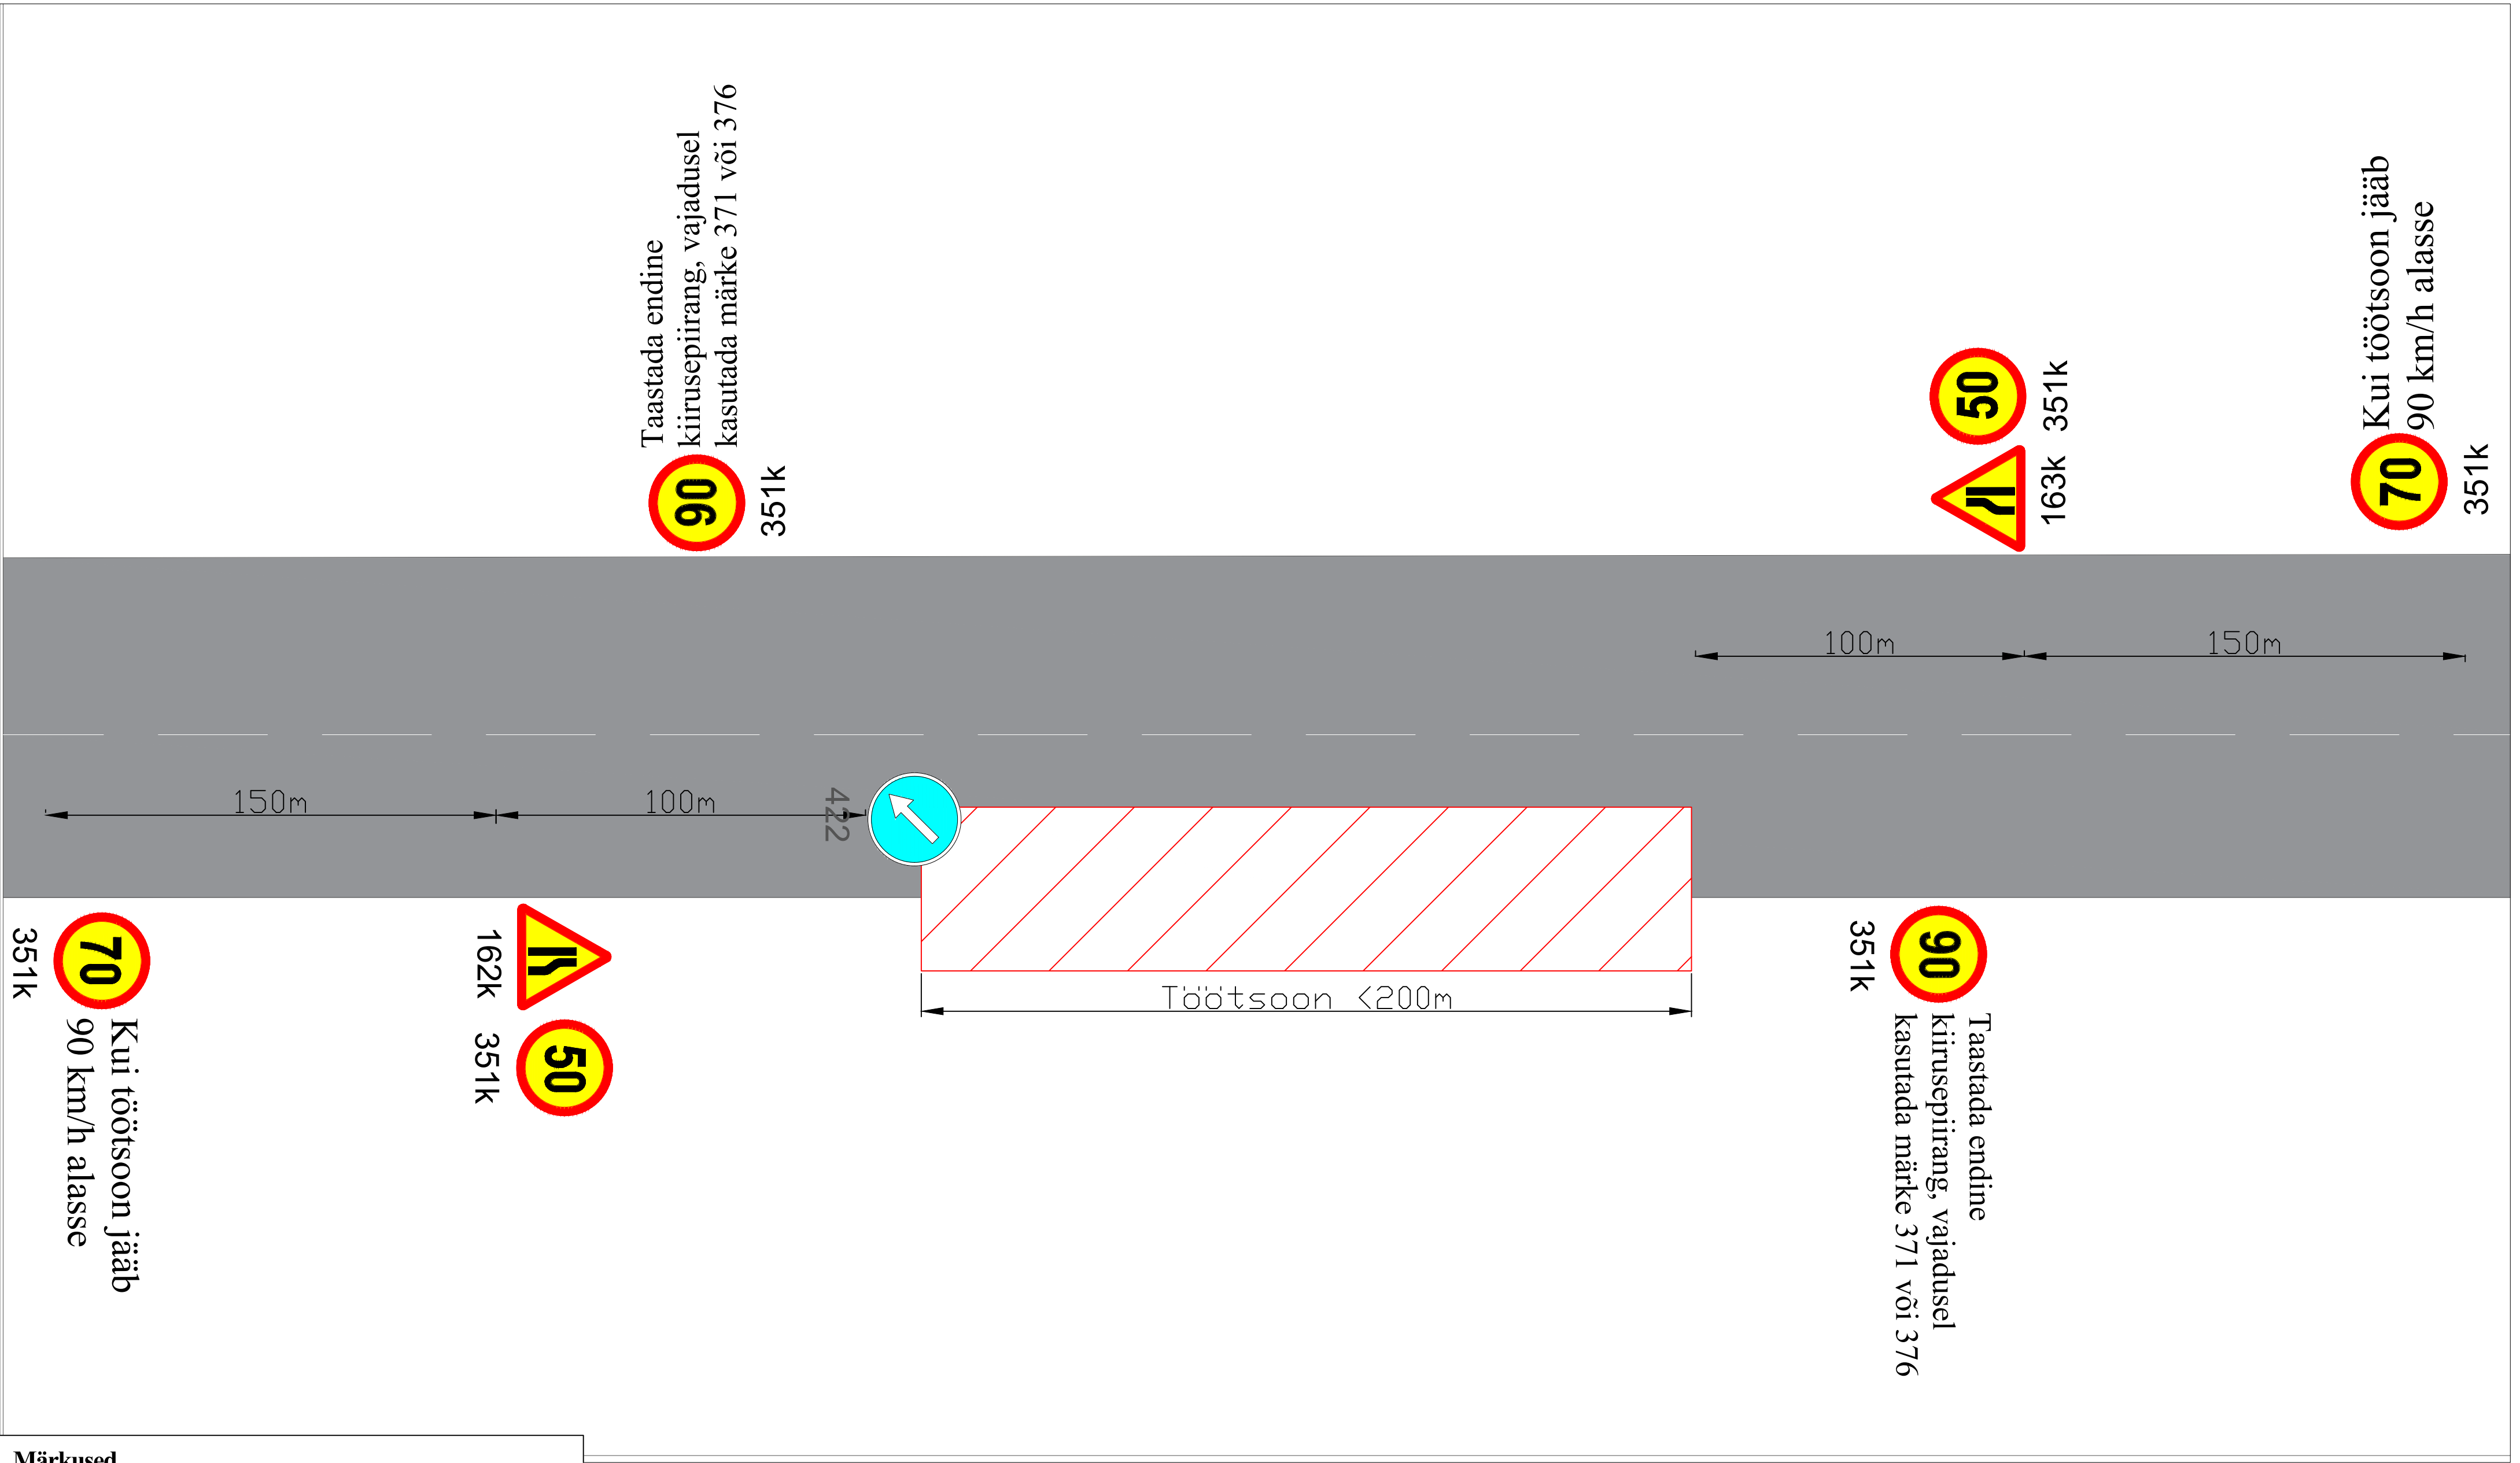 Taastada endine
kiirusepiirang, vajadusel
kasutada märke 371 või 376
90
351k
50
351k
163k
Kui töötsoon jääb
90 km/h alasse
70
351k
100m
150m
150m
100m
422
351k
70
Kui töötsoon jääb
90 km/h alasse
162k
351k
50
Töötsoon <200m
351k
90
Taastada endine
kiirusepiirang, vajadusel
kasutada märke 371 või 376
Märkused